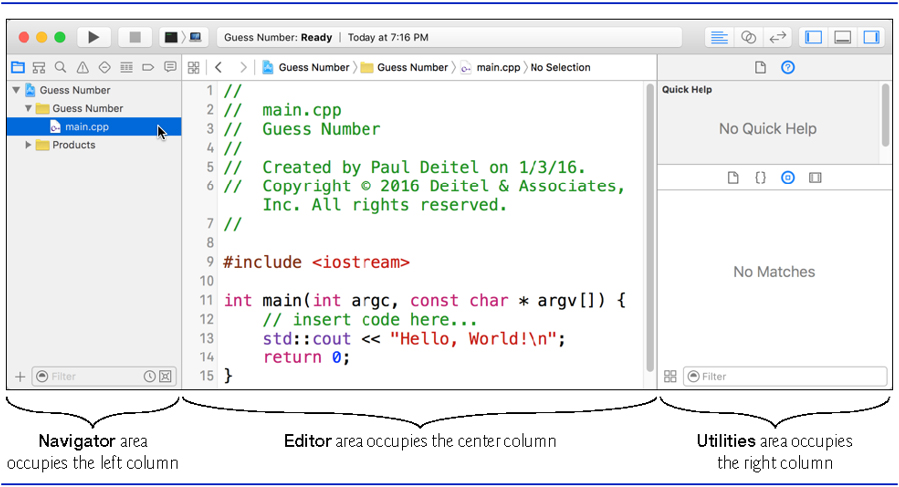 Guess Number: Ready | Today at 7:16 PM
Guess Number
Guess Number
main.cpp
No Selection
Guess Number
Guess Number
main.cpp
Products
Filter
1 //
2 //  main.cpp
3 //  Guess Number
4 //
5 //  Created by Paul Deitel on 1/3/16.
6 //  Copyright © 2016 Deitel & Associates,
Inc. All rights reserved.
7 //
8
9 #include <iostream>
10
11 int main(int argc, const char * argv[]) {
12     // insert code here...
13     std::cout << "Hello, World!\n";
14     return 0;
15 }
Quick Help
No Quick Help
{}
No Matches
Filter
Navigator area
occupies the left column
Editor area occupies the center column
Utilities area occupies
the right column